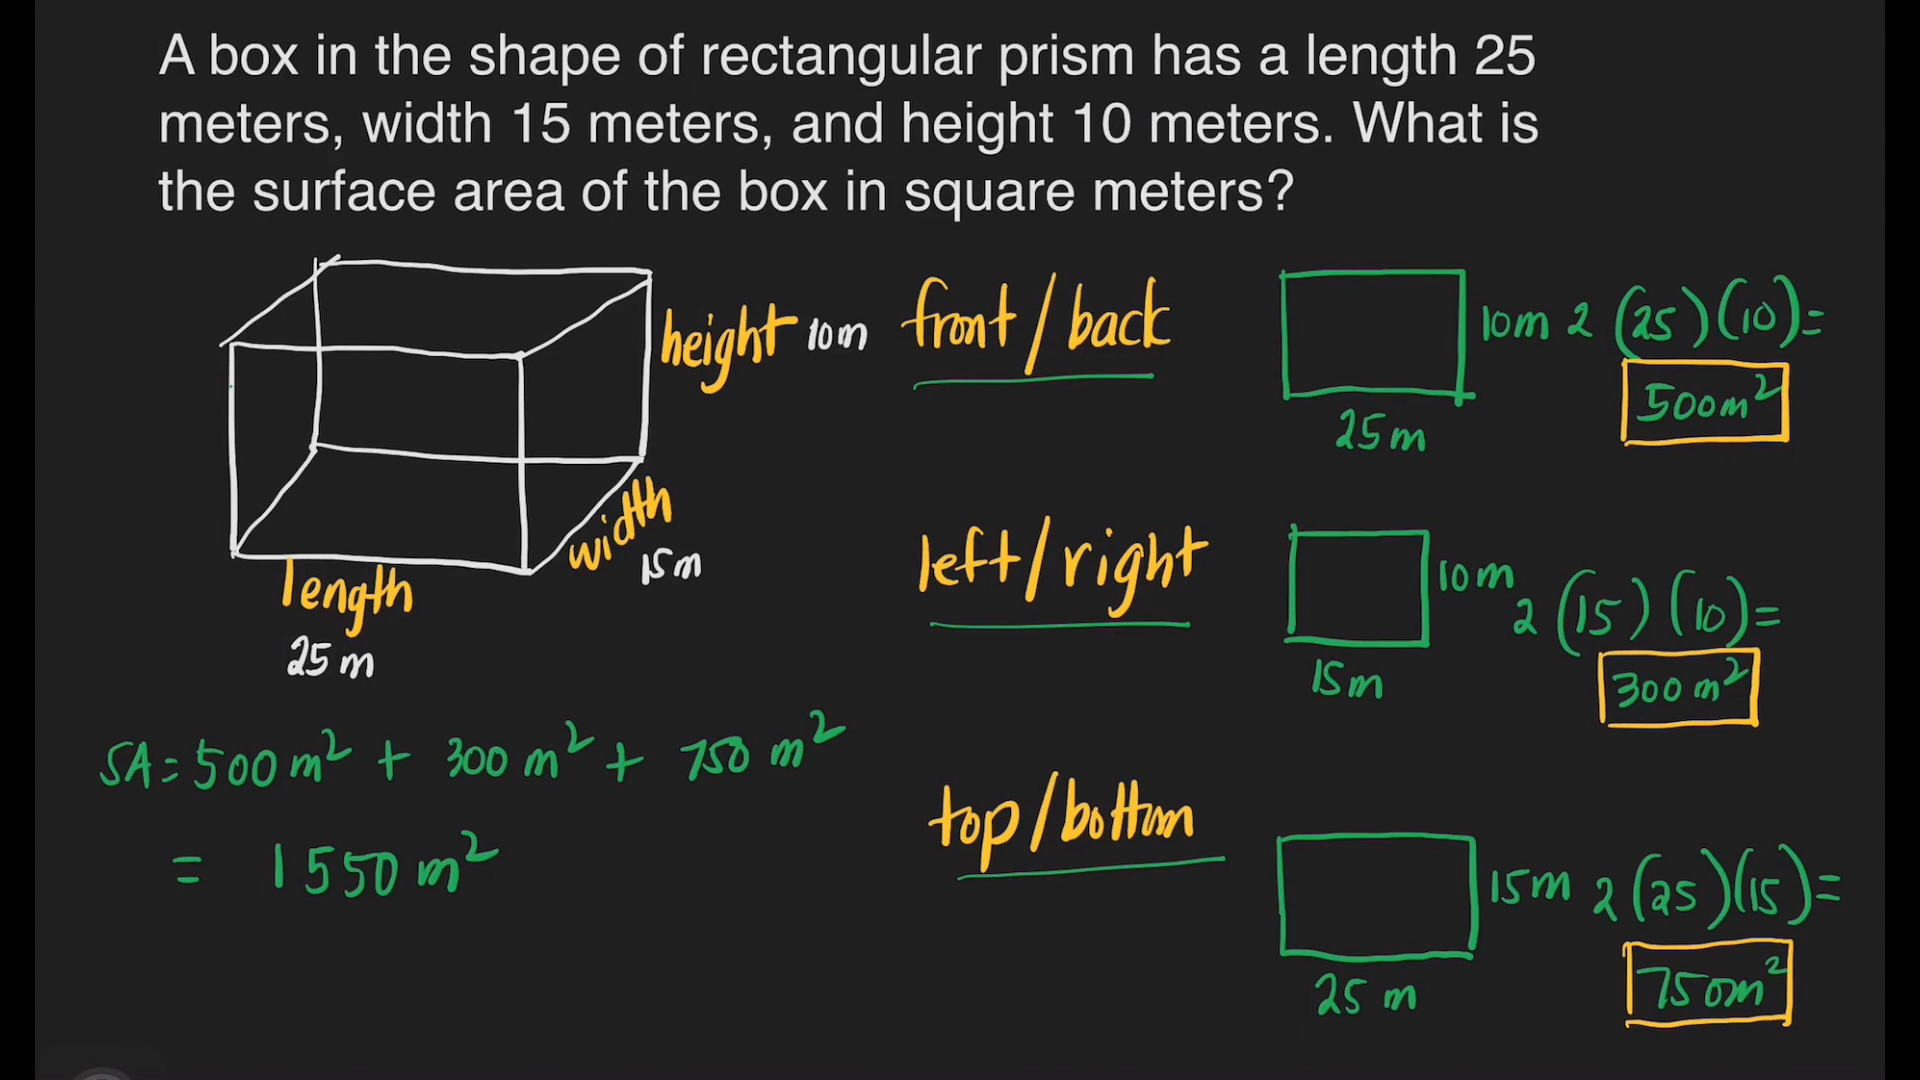 A box in the shape of rectangular prism has a length 25
meters, width 15 meters, and height 10 meters. What is
the surface area of the box in square meters?
height 10m
width
15m
length
25 m
front/back
10m 2 (25)(10)=
500m²
25m
left/right
10m
2 (15)(10)=
300 m²
15m
top/bottom
15m 2 (25)(15)=
750m²
25 m
SA = 500 m² + 300 m² + 750 m²
= 1550 m²